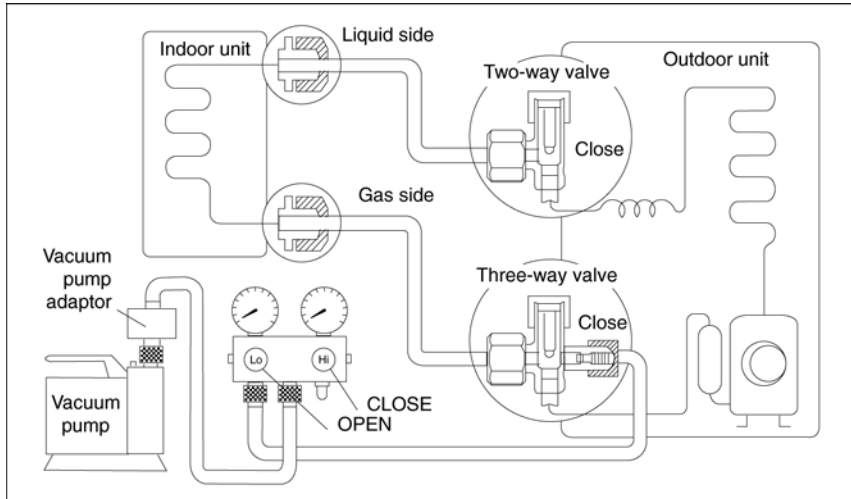 Liquid side
Indoor unit
Two-way valve
Outdoor unit
Close
Gas side
Vacuum
pump
adaptor
Three-way valve
Close
Lo
Hi
CLOSE
OPEN
Vacuum
pump